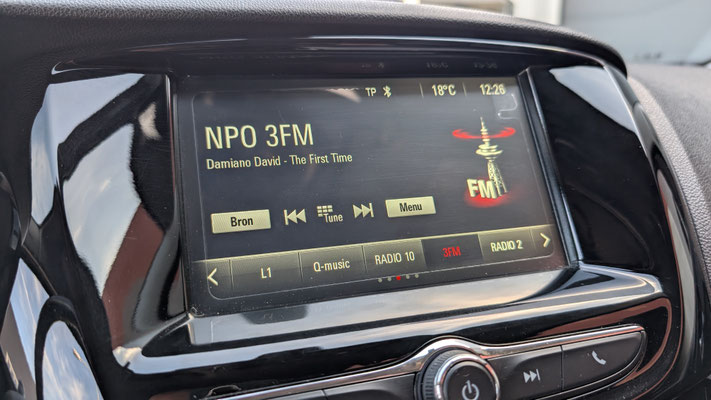 TP 18°C 12:26
NPO 3FM
Damiano David - The First Time
FM
Bron Tune Menu
L1 Q-music RADIO 10 3FM RADIO 2